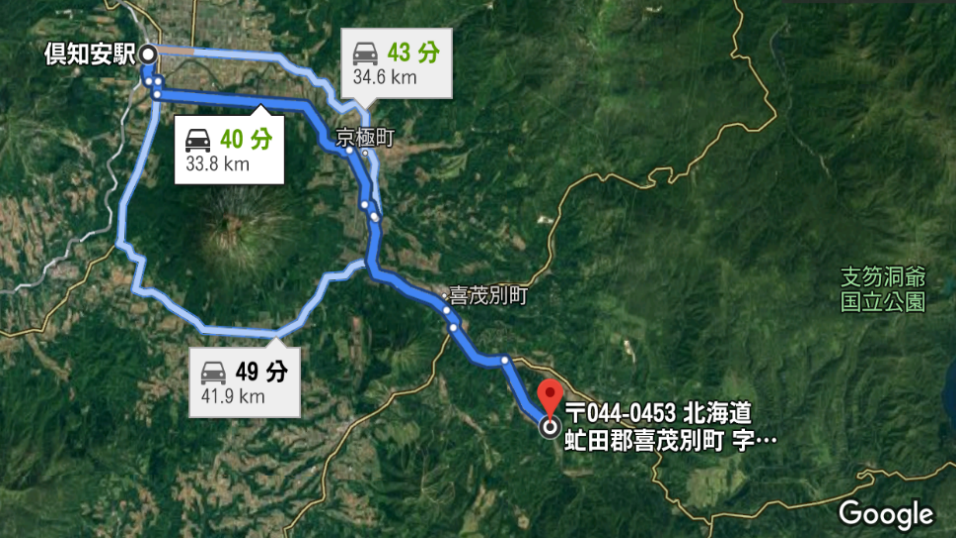 倶知安駅
43 分
34.6 km
京極町
40 分
33.8 km
喜茂別町
支笏洞爺
国立公園
49 分
41.9 km
〒044-0453 北海道
虻田郡喜茂別町 字…
Google